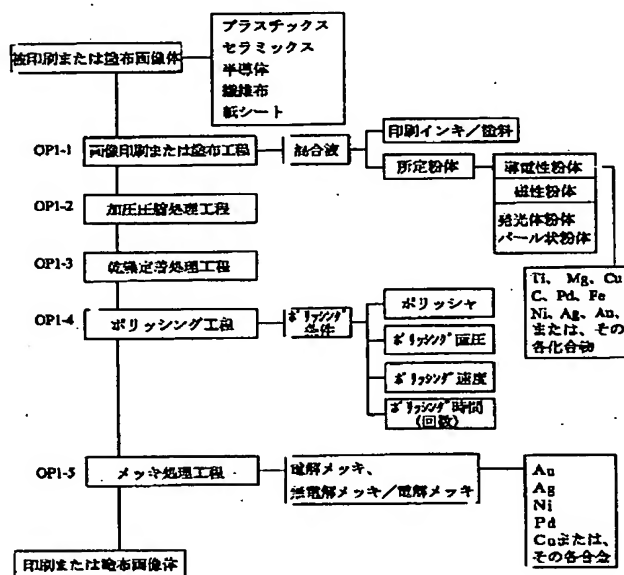 プラスチックス
セラミックス
半導体
繊維布
紙シート
被印刷または塗布画像体
OP1-1
画像印刷または塗布工程
混合液
印刷インキ/塗料
所定粉体
導電性粉体
磁性粉体
発光体粉体
パール状粉体
OP1-2
加圧圧縮処理工程
OP1-3
乾燥定着処理工程
Ti、Mg、Cu
C、Pd、Fe
Ni、Ag、Au、
または、その
各化合物
OP1-4
ポリッシング工程
ポリッシング
条件
ポリッシャ
ポリッシング面圧
ポリッシング速度
ポリッシング時間
(回数)
OP1-5
メッキ処理工程
電解メッキ、
無電解メッキ/電解メッキ
Au
Ag
Ni
Pd
Cuまたは、
その各合金
印刷または塗布画像体